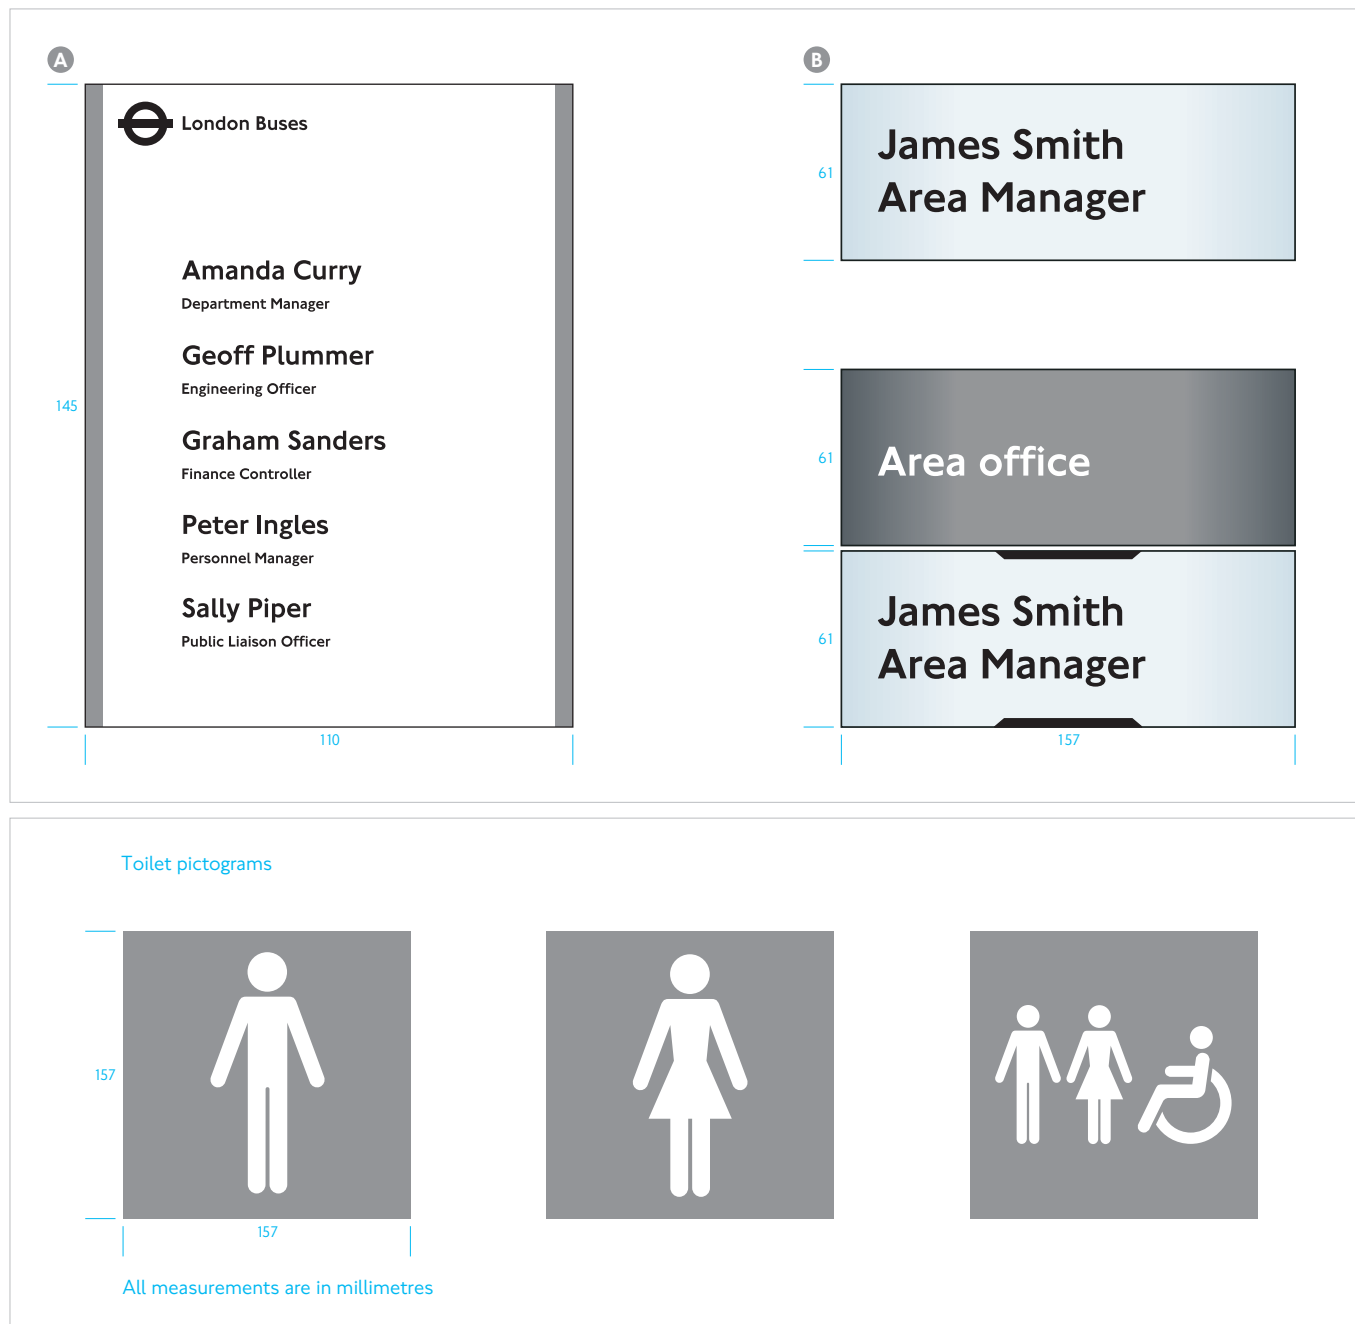 A
London Buses
Amanda Curry
Department Manager
Geoff Plummer
Engineering Officer
Graham Sanders
Finance Controller
Peter Ingles
Personnel Manager
Sally Piper
Public Liaison Officer
145
110
B
James Smith
Area Manager
61
Area office
61
James Smith
Area Manager
61
157
Toilet pictograms
157
157
All measurements are in millimetres